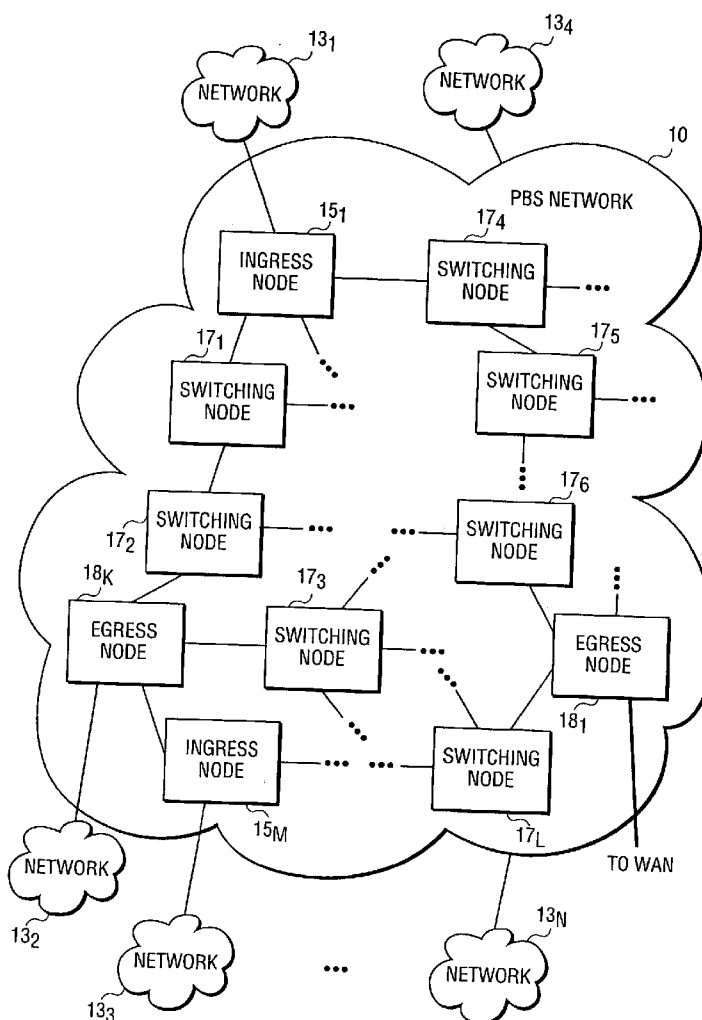 13₁
NETWORK
13₄
NETWORK
10
PBS NETWORK
15₁
INGRESS
NODE
17₄
SWITCHING
NODE
•••
17₁
SWITCHING
NODE
•••
•••
17₅
SWITCHING
NODE
•••
•••
17₂
SWITCHING
NODE
•••
•••
17₆
SWITCHING
NODE
•••
•••
18K
EGRESS
NODE
17₃
SWITCHING
NODE
•••
•••
•••
EGRESS
NODE
18₁
INGRESS
NODE
15M
•••
•••
SWITCHING
NODE
17L
TO WAN
NETWORK
13₂
NETWORK
13₃
•••
13N
NETWORK